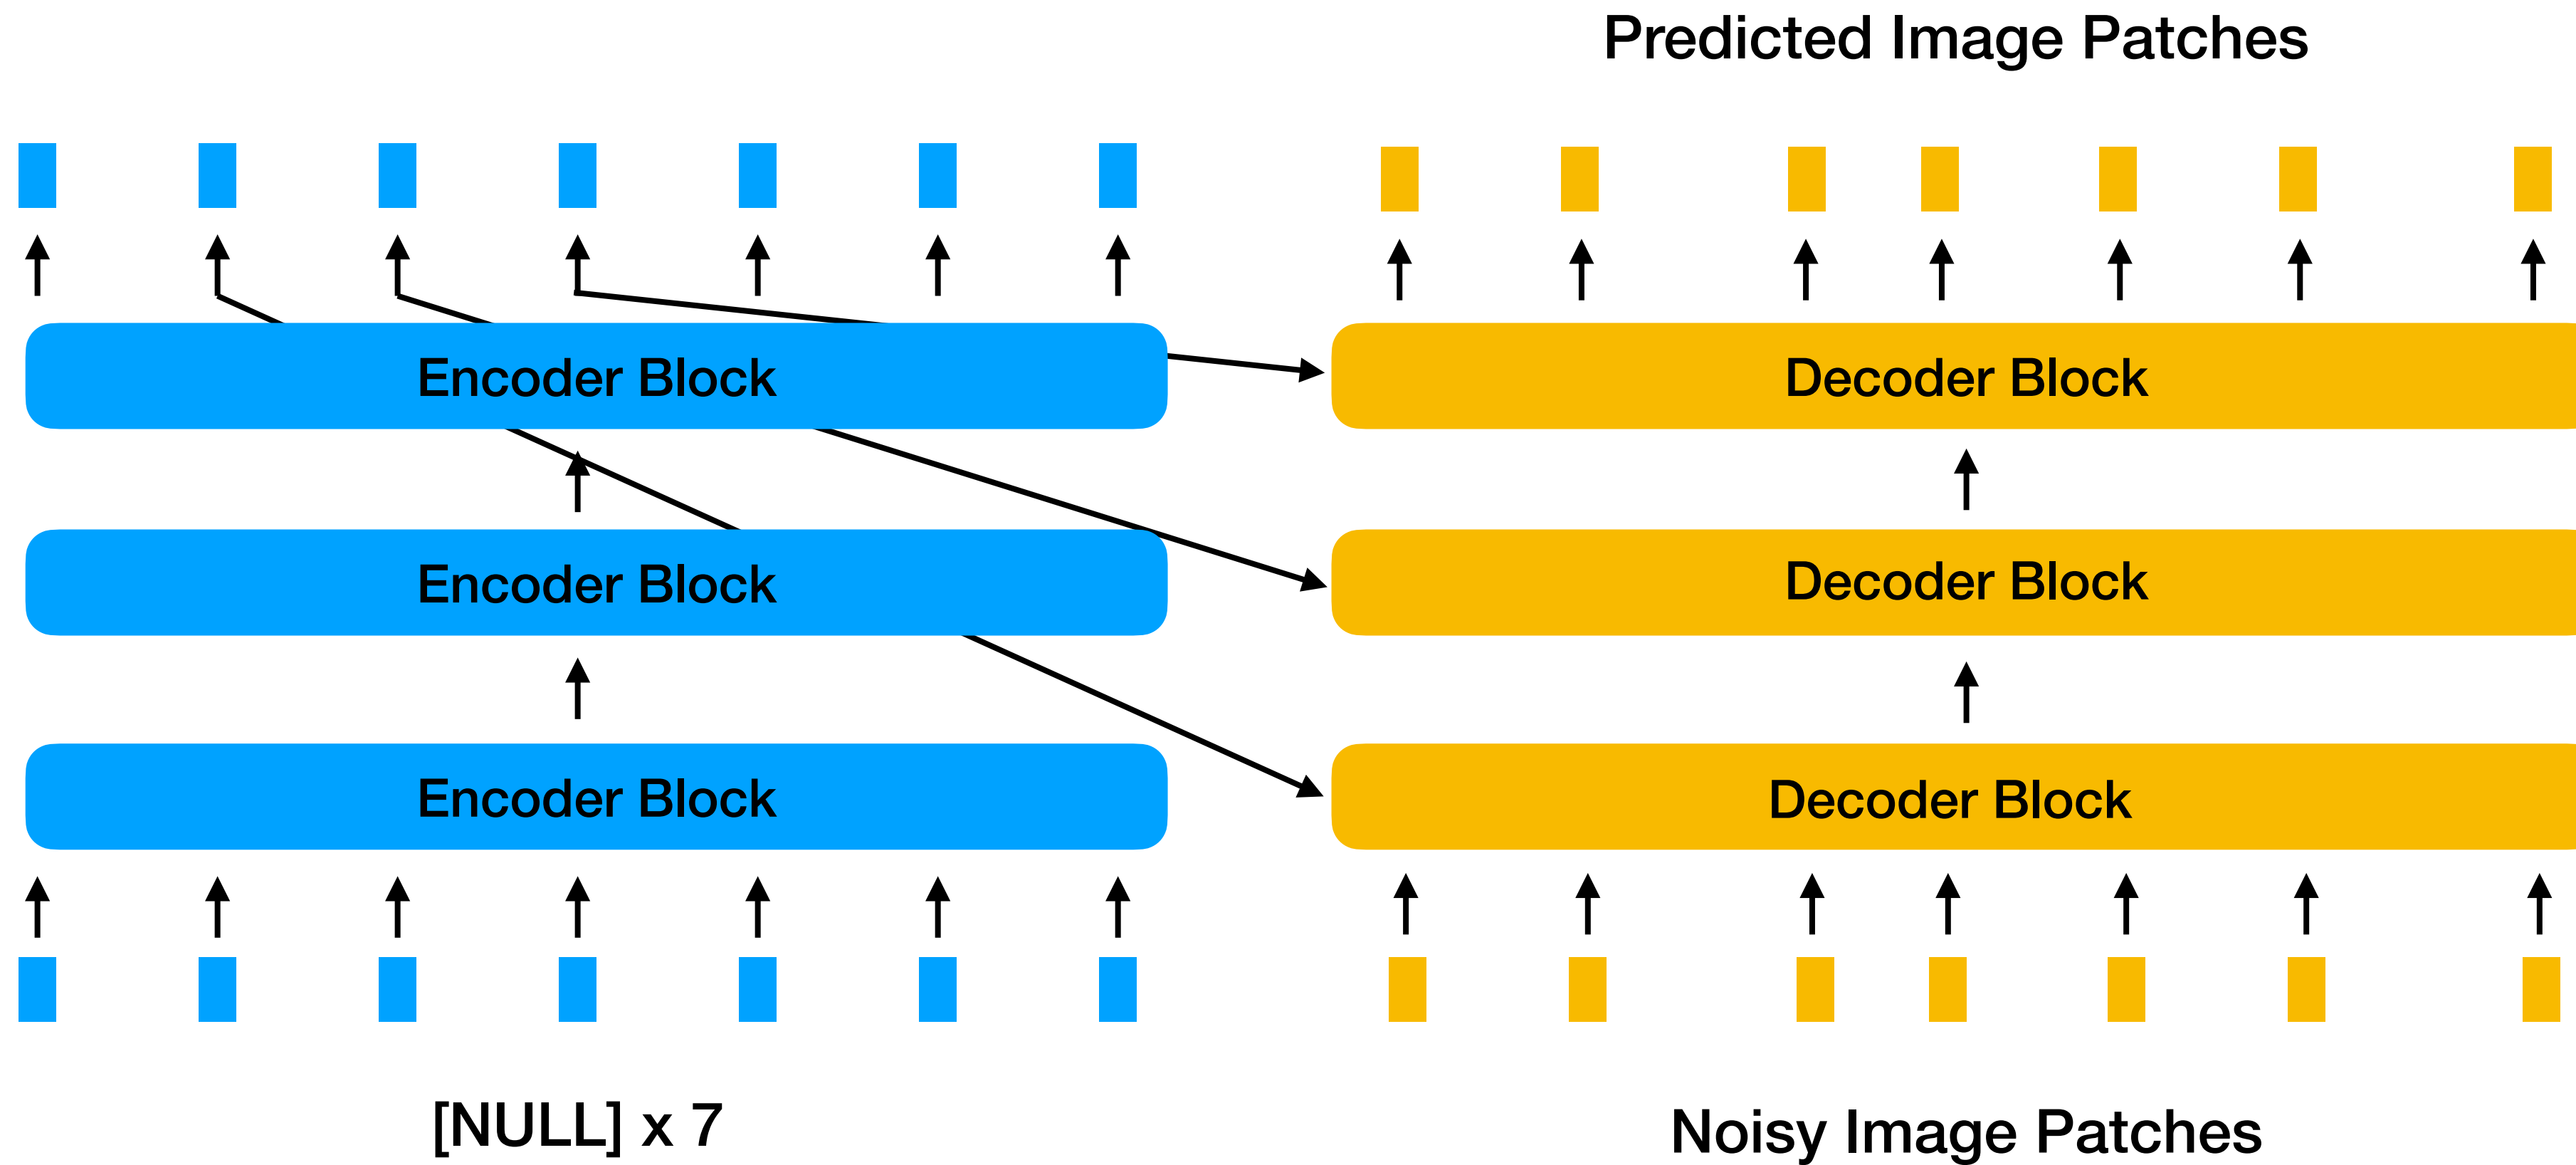 Predicted Image Patches
Encoder Block
Decoder Block
Encoder Block
Decoder Block
Encoder Block
Decoder Block
[NULL] x 7
Noisy Image Patches